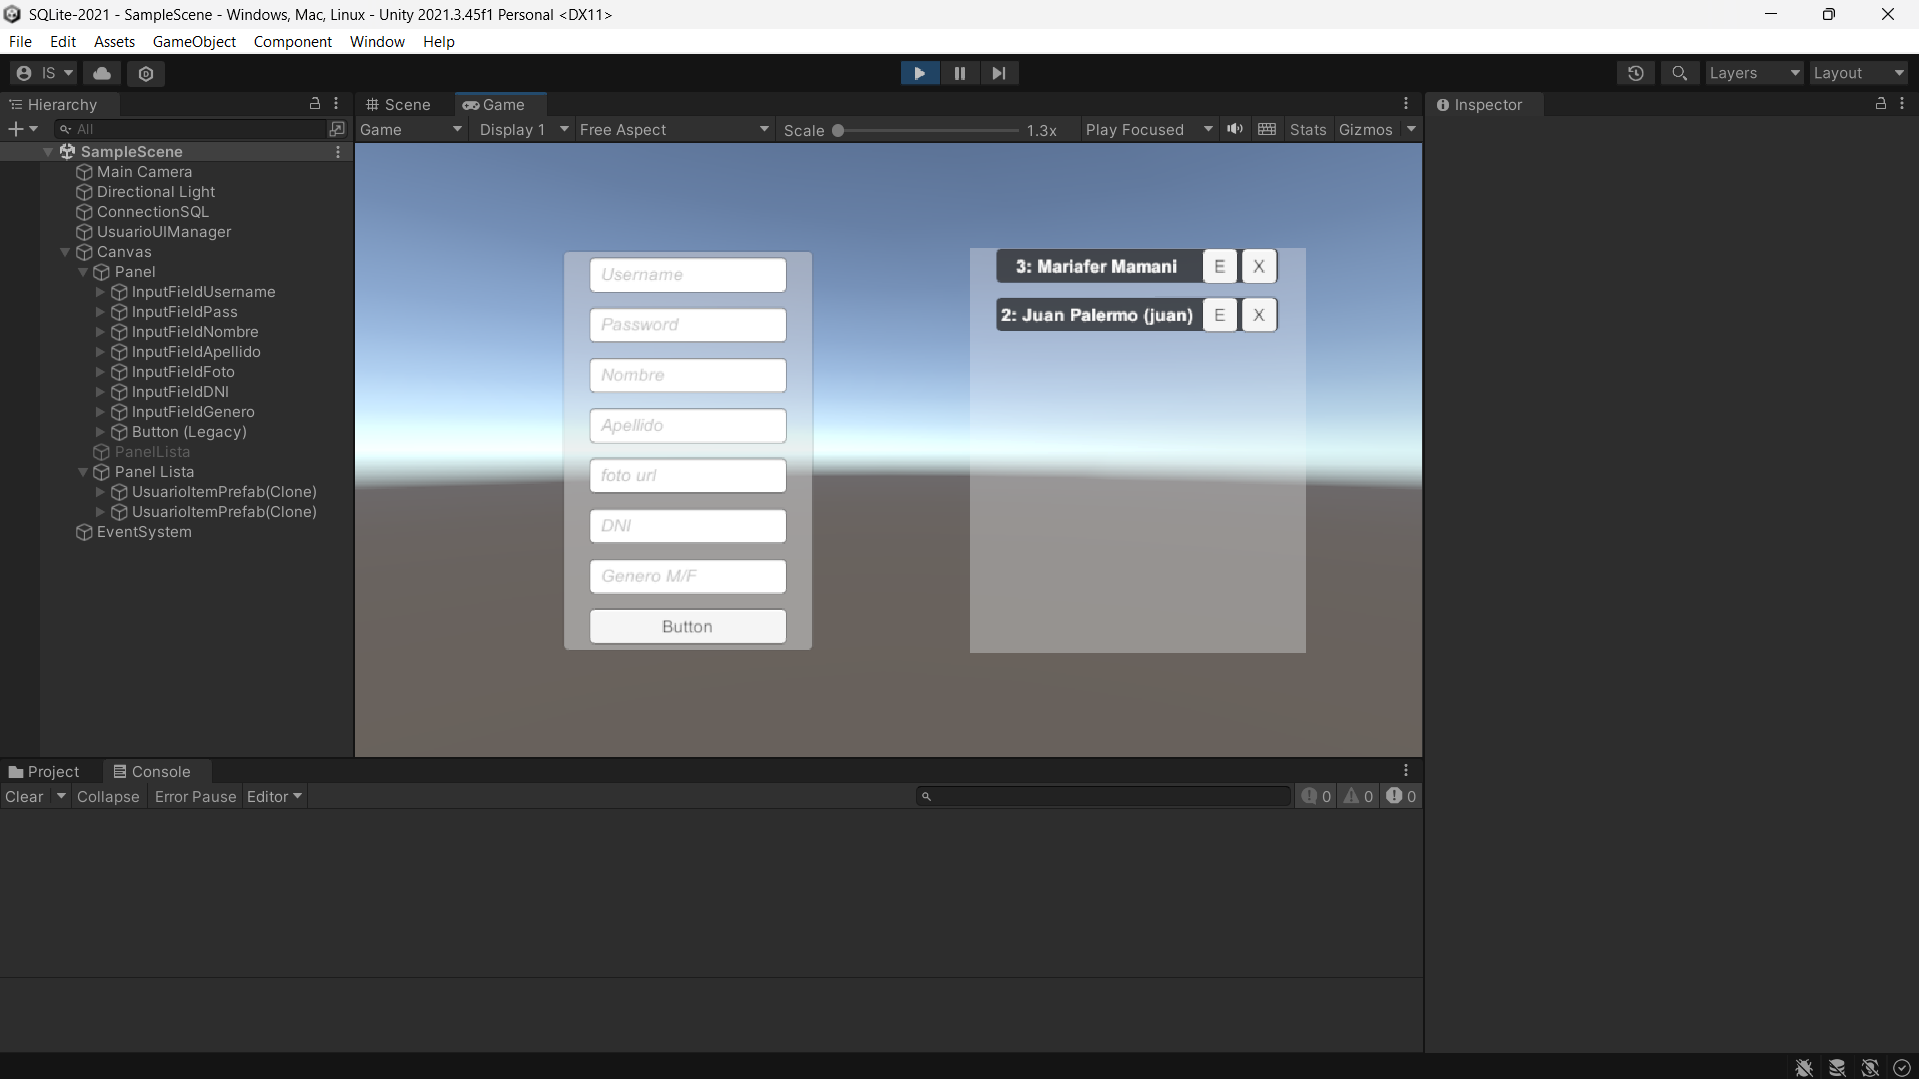 SQLite-2021 - SampleScene - Windows, Mac, Linux - Unity 2021.3.45f1 Personal <DX11>
File Edit Assets GameObject Component Window Help
IS
Layers Layout
Hierarchy
All
SampleScene
Main Camera
Directional Light
ConnectionSQL
UsuarioUIManager
Canvas
Panel
InputFieldUsername
InputFieldPass
InputFieldNombre
InputFieldApellido
InputFieldFoto
InputFieldDNI
InputFieldGenero
Button (Legacy)
PanelLista
Panel Lista
UsuarioItemPrefab(Clone)
UsuarioItemPrefab(Clone)
EventSystem
Scene Game
Game Display 1 Free Aspect Scale 1.3x Play Focused Stats Gizmos
Username
Password
Nombre
Apellido
foto url
DNI
Genero M/F
Button
3: Mariafer Mamani E X
2: Juan Palermo (juan) E X
Inspector
Project Console
Clear Collapse Error Pause Editor 0 0 0